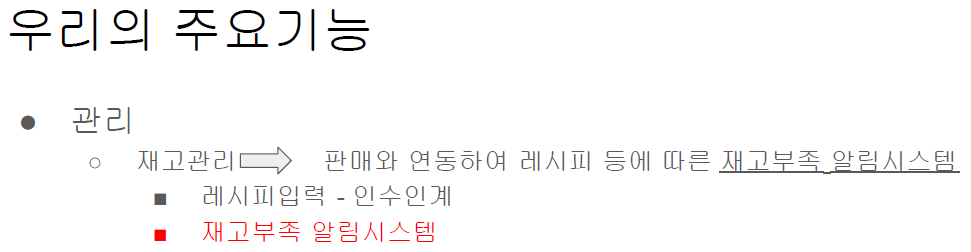 우리의 주요기능
관리
재고관리 판매와 연동하여 레시피 등에 따른 재고부족 알림시스템
레시피입력 - 인수인계
재고부족 알림시스템